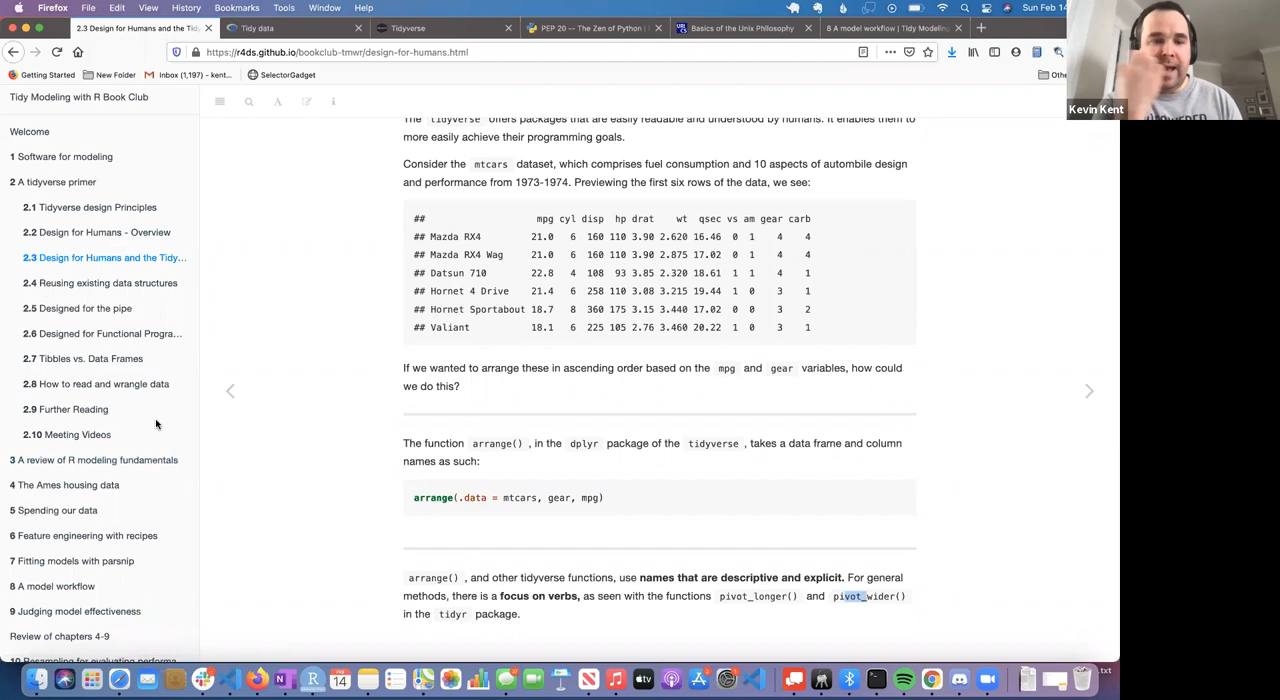 Firefox File Edit View History Bookmarks Tools Window Help Sun Feb 14
2.3 Design for Humans and the Tid Tidy data Tidyverse PEP 20 -- The Zen of Python | Basics of the Unix Philosophy 8 A model workflow | Tidy Modeling
https://r4ds.github.io/bookclub-tmwr/design-for-humans.html
Getting Started New Folder Inbox (1,197) - kent... SelectorGadget
Kevin Kent
Tidy Modeling with R Book Club
Welcome
1 Software for modeling
2 A tidyverse primer
2.1 Tidyverse design Principles
2.2 Design for Humans - Overview
2.3 Design for Humans and the Tidy...
2.4 Reusing existing data structures
2.5 Designed for the pipe
2.6 Designed for Functional Progra...
2.7 Tibbles vs. Data Frames
2.8 How to read and wrangle data
2.9 Further Reading
2.10 Meeting Videos
3 A review of R modeling fundamentals
4 The Ames housing data
5 Spending our data
6 Feature engineering with recipes
7 Fitting models with parsnip
8 A model workflow
9 Judging model effectiveness
Review of chapters 4-9
10 Resampling for evaluating performa
The tidyverse offers packages that are easily readable and understood by humans. It enables them to
more easily achieve their programming goals.
Consider the mtcars dataset, which comprises fuel consumption and 10 aspects of autombile design
and performance from 1973-1974. Previewing the first six rows of the data, we see:
## mpg cyl disp hp drat wt qsec vs am gear carb
## Mazda RX4 21.0 6 160 110 3.90 2.620 16.46 0 1 4 4
## Mazda RX4 Wag 21.0 6 160 110 3.90 2.875 17.02 0 1 4 4
## Datsun 710 22.8 4 108 93 3.85 2.320 18.61 1 1 4 1
## Hornet 4 Drive 21.4 6 258 110 3.08 3.215 19.44 1 0 3 1
## Hornet Sportabout 18.7 8 360 175 3.15 3.440 17.02 0 0 3 2
## Valiant 18.1 6 225 105 2.76 3.460 20.22 1 0 3 1
If we wanted to arrange these in ascending order based on the mpg and gear variables, how could
we do this?
The function arrange() , in the dplyr package of the tidyverse , takes a data frame and column
names as such:
arrange(.data = mtcars, gear, mpg)
arrange() , and other tidyverse functions, use names that are descriptive and explicit. For general
methods, there is a focus on verbs, as seen with the functions pivot_longer() and pivot_wider()
in the tidyr package.
.txt